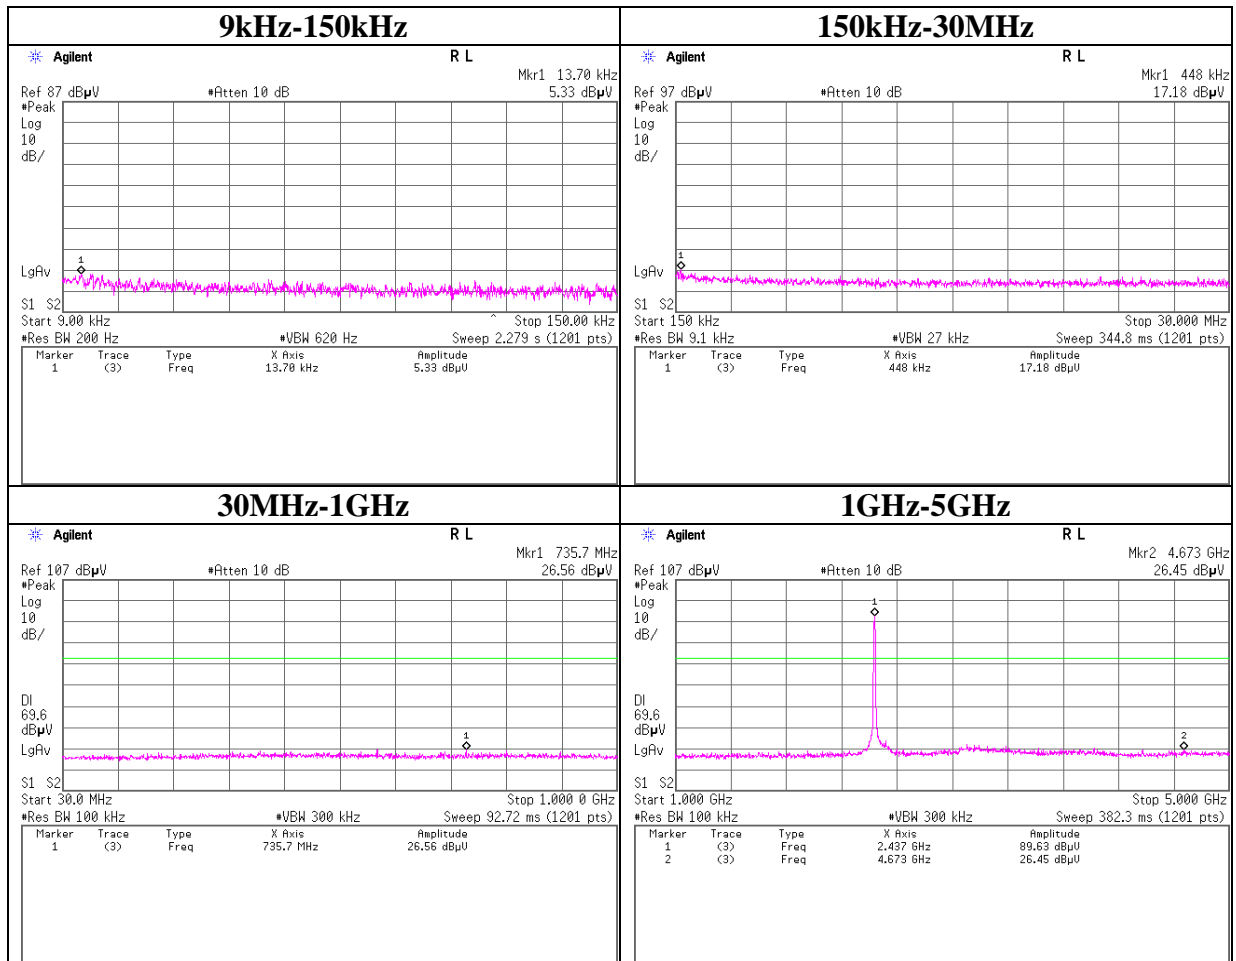 9kHz-150kHz
Agilent R L
Mkr1 13.70 kHz
Ref 87 dBµV #Atten 10 dB 5.33 dBµV
#Peak
Log
10
dB/
1
LgAv
S1 S2
Start 9.00 kHz ^ Stop 150.00 kHz
#Res BW 200 Hz #VBW 620 Hz Sweep 2.279 s (1201 pts)
Marker Trace Type X Axis Amplitude
1 (3) Freq 13.70 kHz 5.33 dBµV
150kHz-30MHz
Agilent R L
Mkr1 448 kHz
Ref 97 dBµV #Atten 10 dB 17.18 dBµV
#Peak
Log
10
dB/
1
LgAv
S1 S2
Start 150 kHz Stop 30.000 MHz
#Res BW 9.1 kHz #VBW 27 kHz Sweep 344.8 ms (1201 pts)
Marker Trace Type X Axis Amplitude
1 (3) Freq 448 kHz 17.18 dBµV
30MHz-1GHz
Agilent R L
Mkr1 735.7 MHz
Ref 107 dBµV #Atten 10 dB 26.56 dBµV
#Peak
Log
10
dB/
DI
69.6
dBµV
1
LgAv
S1 S2
Start 30.0 MHz Stop 1.000 0 GHz
#Res BW 100 kHz #VBW 300 kHz Sweep 92.72 ms (1201 pts)
Marker Trace Type X Axis Amplitude
1 (3) Freq 735.7 MHz 26.56 dBµV
1GHz-5GHz
Agilent R L
Mkr2 4.673 GHz
Ref 107 dBµV #Atten 10 dB 26.45 dBµV
#Peak
Log
1
10
dB/
DI
69.6
dBµV
2
LgAv
S1 S2
Start 1.000 GHz Stop 5.000 GHz
#Res BW 100 kHz #VBW 300 kHz Sweep 382.3 ms (1201 pts)
Marker Trace Type X Axis Amplitude
1 (3) Freq 2.437 GHz 89.63 dBµV
2 (3) Freq 4.673 GHz 26.45 dBµV